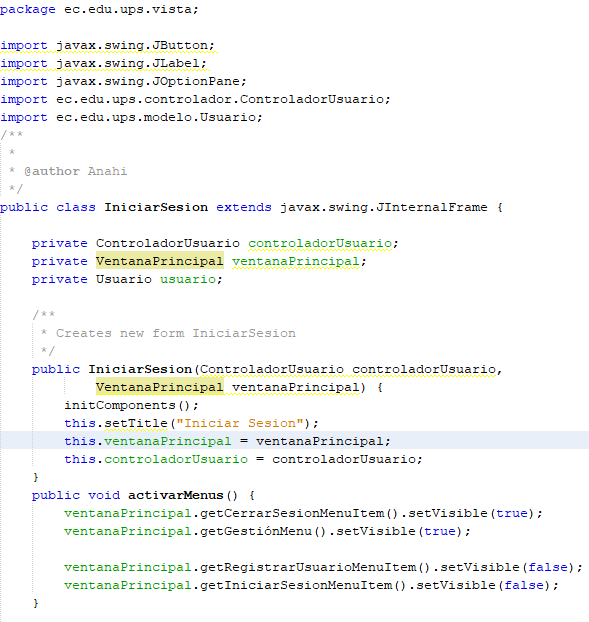 package ec.edu.ups.vista;
import javax.swing.JButton;
import javax.swing.JLabel;
import javax.swing.JOptionPane;
import ec.edu.ups.controlador.ControladorUsuario;
import ec.edu.ups.modelo.Usuario;
/**
 *
 * @author Anahi
 */
public class IniciarSesion extends javax.swing.JInternalFrame {
    private ControladorUsuario controladorUsuario;
    private VentanaPrincipal ventanaPrincipal;
    private Usuario usuario;
    /**
     * Creates new form IniciarSesion
     */
    public IniciarSesion(ControladorUsuario controladorUsuario,
            VentanaPrincipal ventanaPrincipal) {
        initComponents();
        this.setTitle("Iniciar Sesion");
        this.ventanaPrincipal = ventanaPrincipal;
        this.controladorUsuario = controladorUsuario;
    }
    public void activarMenus() {
        ventanaPrincipal.getCerrarSesionMenuItem().setVisible(true);
        ventanaPrincipal.getGestiónMenu().setVisible(true);
        ventanaPrincipal.getRegistrarUsuarioMenuItem().setVisible(false);
        ventanaPrincipal.getIniciarSesionMenuItem().setVisible(false);
    }